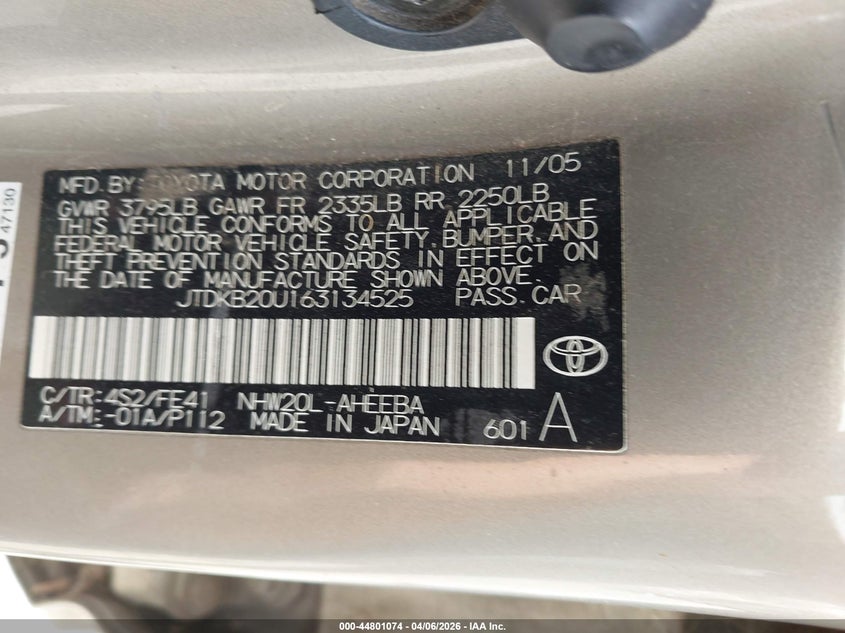 MFD. BY: TOYOTA MOTOR CORPORATION 11/05
GVWR 3795LB GAWR FR 2335LB RR 2250LB
THIS VEHICLE CONFORMS TO ALL APPLICABLE
FEDERAL MOTOR VEHICLE SAFETY, BUMPER, AND
THEFT PREVENTION STANDARDS IN EFFECT ON
THE DATE OF MANUFACTURE SHOWN ABOVE.
JTDKB20U163134525 PASS. CAR
C/TR: 4S2/FE41 NHW20L-AHEEBA
A/TM: -01A/P112 MADE IN JAPAN 601 A
47130
000-44801074 | 04/06/2026 - IAA Inc.